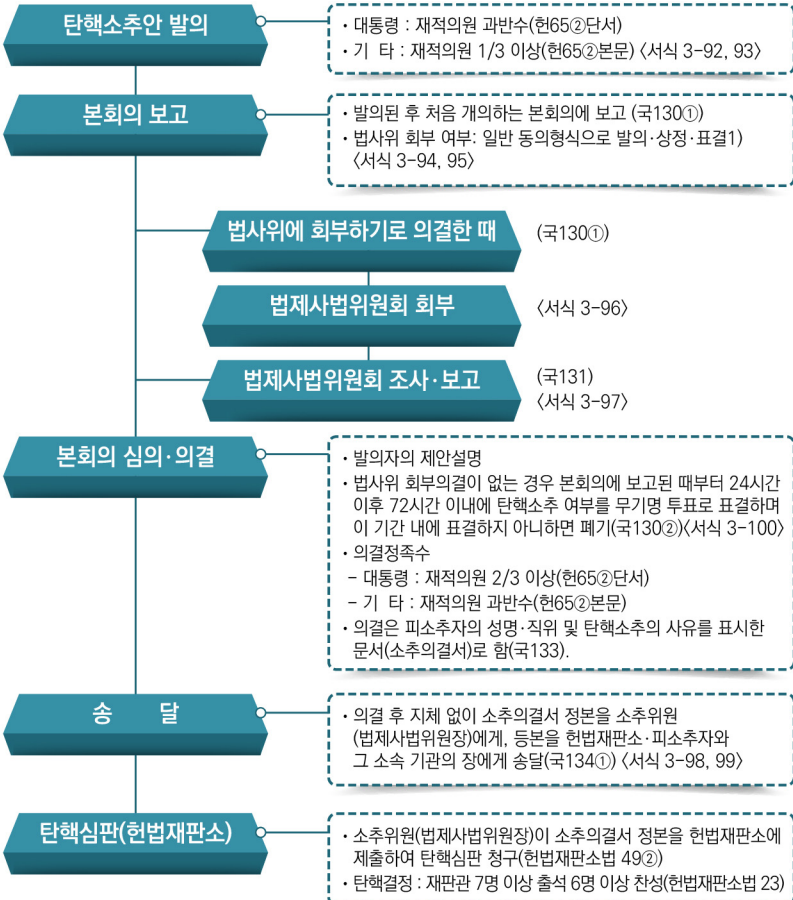 탄핵소추안 발의
· 대통령 : 재적의원 과반수(헌65②단서)
· 기 타 : 재적의원 1/3 이상(헌65②본문) 〈서식 3-92, 93〉
본회의 보고
· 발의된 후 처음 개의하는 본회의에 보고 (국130①)
· 법사위 회부 여부: 일반 동의형식으로 발의·상정·표결1)
〈서식 3-94, 95〉
법사위에 회부하기로 의결한 때
(국130①)
법제사법위원회 회부
〈서식 3-96〉
법제사법위원회 조사·보고
(국131)
〈서식 3-97〉
본회의 심의·의결
· 발의자의 제안설명
· 법사위 회부의결이 없는 경우 본회의에 보고된 때부터 24시간
이후 72시간 이내에 탄핵소추 여부를 무기명 투표로 표결하며
이 기간 내에 표결하지 아니하면 폐기(국130②)〈서식 3-100〉
· 의결정족수
- 대통령 : 재적의원 2/3 이상(헌65②단서)
- 기 타 : 재적의원 과반수(헌65②본문)
· 의결은 피소추자의 성명·직위 및 탄핵소추의 사유를 표시한
문서(소추의결서)로 함(국133).
송 달
· 의결 후 지체 없이 소추의결서 정본을 소추위원
(법제사법위원장)에게, 등본을 헌법재판소·피소추자와
그 소속 기관의 장에게 송달(국134①) 〈서식 3-98, 99〉
탄핵심판(헌법재판소)
· 소추위원(법제사법위원장)이 소추의결서 정본을 헌법재판소에
제출하여 탄핵심판 청구(헌법재판소법 49②)
· 탄핵결정 : 재판관 7명 이상 출석 6명 이상 찬성(헌법재판소법 23)